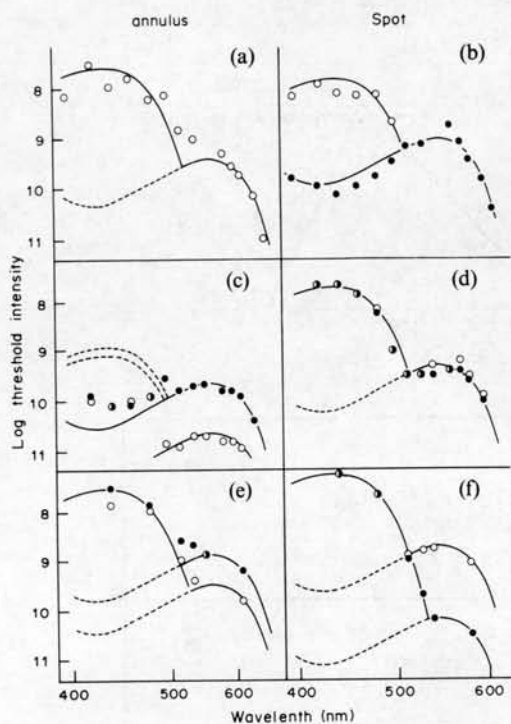 annulus Spot
(a) (b)
8
9
10
11
(c) (d)
8
9
10
11
(e) (f)
8
9
10
11
400 500 600 400 500 600
Log threshold intensity
Wavelenth (nm)